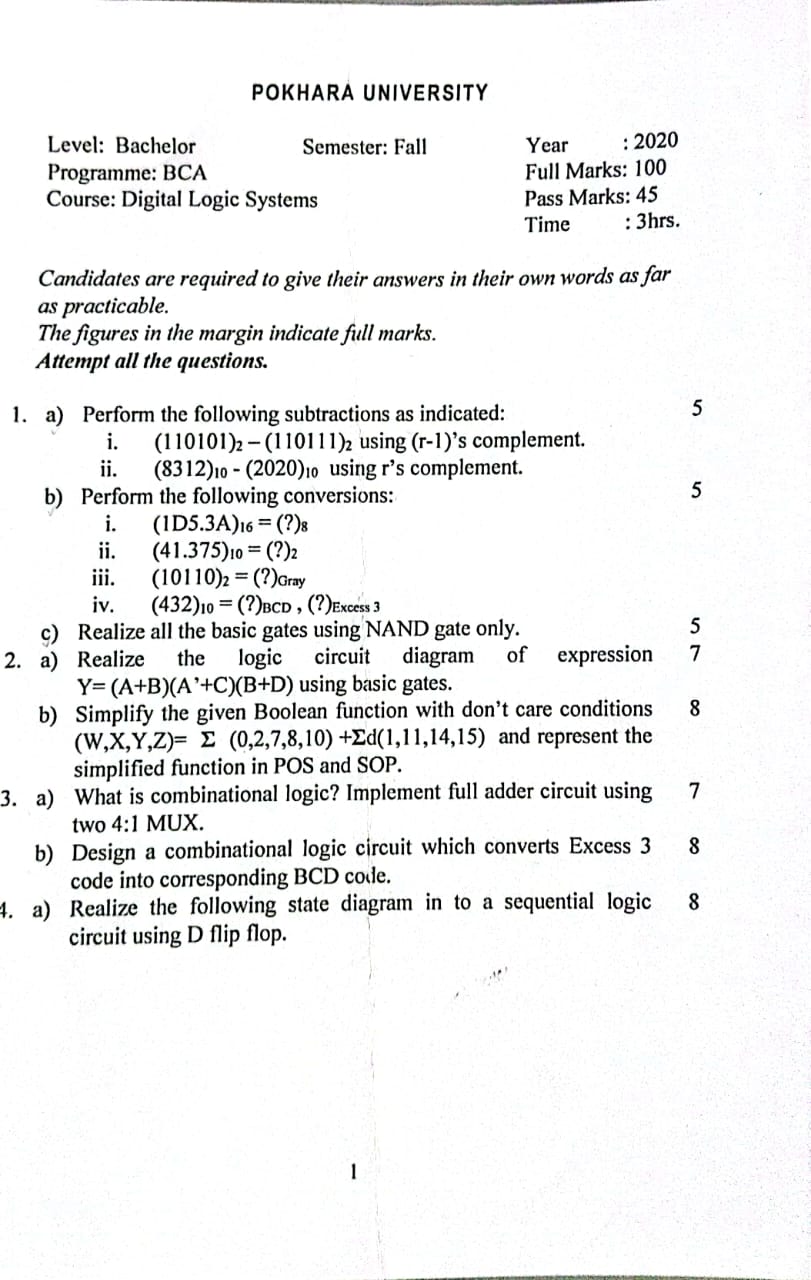 POKHARA UNIVERSITY
Level: Bachelor Semester: Fall Year : 2020
Programme: BCA Full Marks: 100
Course: Digital Logic Systems Pass Marks: 45
Time : 3hrs.
Candidates are required to give their answers in their own words as far
as practicable.
The figures in the margin indicate full marks.
Attempt all the questions.
1. a) Perform the following subtractions as indicated: 5
i. (110101)₂ – (110111)₂ using (r-1)'s complement.
ii. (8312)₁₀ - (2020)₁₀ using r's complement.
b) Perform the following conversions: 5
i. (1D5.3A)₁₆ = (?)₈
ii. (41.375)₁₀ = (?)₂
iii. (10110)₂ = (?)Gray
iv. (432)₁₀ = (?)BCD , (?)Excess 3
c) Realize all the basic gates using NAND gate only. 5
2. a) Realize the logic circuit diagram of expression 7
Y= (A+B)(A'+C)(B+D) using basic gates.
b) Simplify the given Boolean function with don't care conditions 8
(W,X,Y,Z)= Σ (0,2,7,8,10) +Σd(1,11,14,15) and represent the
simplified function in POS and SOP.
3. a) What is combinational logic? Implement full adder circuit using 7
two 4:1 MUX.
b) Design a combinational logic circuit which converts Excess 3 8
code into corresponding BCD code.
4. a) Realize the following state diagram in to a sequential logic 8
circuit using D flip flop.
1